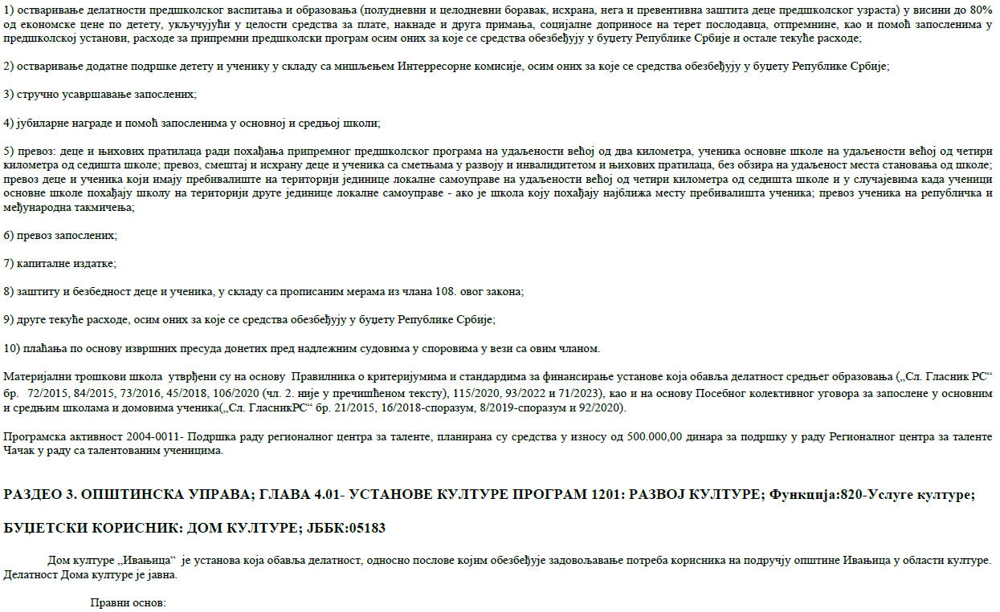 1) остваривање делатности предшколског васпитања и образовања (полудневни и целодневни боравак, исхрана, нега и превентивна заштита деце предшколског узраста) у висини до 80%
од економске цене по детету, укључујући у целости средства за плате, накнаде и друга примања, социјалне доприносе на терет послодавца, отпремнине, као и помоћ запосленима у
предшколској установи, расходе за припремни предшколски програм осим оних за које се средства обезбеђују у буџету Републике Србије и остале текуће расходе;
2) остваривање додатне подршке детету и ученику у складу са мишљењем Интерресорне комисије, осим оних за које се средства обезбеђују у буџету Републике Србије;
3) стручно усавршавање запослених;
4) јубиларне награде и помоћ запосленима у основној и средњој школи;
5) превоз: деце и њихових пратилаца ради похађања припремног предшколског програма на удаљености већој од два километра, ученика основне школе на удаљености већој од четири
километра од седишта школе; превоз, смештај и исхрану деце и ученика са сметњама у развоју и инвалидитетом и њихових пратилаца, без обзира на удаљеност места становања од школе;
превоз деце и ученика који имају пребивалиште на територији јединице локалне самоуправе на удаљености већој од четири километра од седишта школе и у случајевима када ученици
основне школе похађају школу на територији друге јединице локалне самоуправе - ако је школа коју похађају најближа месту пребивалишта ученика; превоз ученика на републичка и
међународна такмичења;
6) превоз запослених;
7) капиталне издатке;
8) заштиту и безбедност деце и ученика, у складу са прописаним мерама из члана 108. овог закона;
9) друге текуће расходе, осим оних за које се средства обезбеђују у буџету Републике Србије;
10) плаћања по основу извршних пресуда донетих пред надлежним судовима у споровима у вези са овим чланом.
Материјални трошкови школа утврђени су на основу Правилника о критеријумима и стандардима за финансирање установе која обавља делатност средњег образовања („Сл. Гласник РС“
бр. 72/2015, 84/2015, 73/2016, 45/2018, 106/2020 (чл. 2. није у пречишћеном тексту), 115/2020, 93/2022 и 71/2023), као и на основу Посебног колективног уговора за запослене у основним
и средњим школама и домовима ученика(„Сл. ГласникРС“ бр. 21/2015, 16/2018-споразум, 8/2019-споразум и 92/2020).
Програмска активност 2004-0011- Подршка раду регионалног центра за таленте, планирана су средства у износу од 500.000,00 динара за подршку у раду Регионалног центра за таленте
Чачак у раду са талентованим ученицима.
РАЗДЕО 3. ОПШТИНСКА УПРАВА; ГЛАВА 4.01- УСТАНОВЕ КУЛТУРЕ ПРОГРАМ 1201: РАЗВОЈ КУЛТУРЕ; Функција:820-Услуге културе;
БУЏЕТСКИ КОРИСНИК: ДОМ КУЛТУРЕ; ЈББК:05183
Дом културе „Ивањица“ је установа која обавља делатност, односно послове којим обезбеђује задовољавање потреба корисника на подручју општине Ивањица у области културе.
Делатност Дома културе је јавна.
Правни основ: